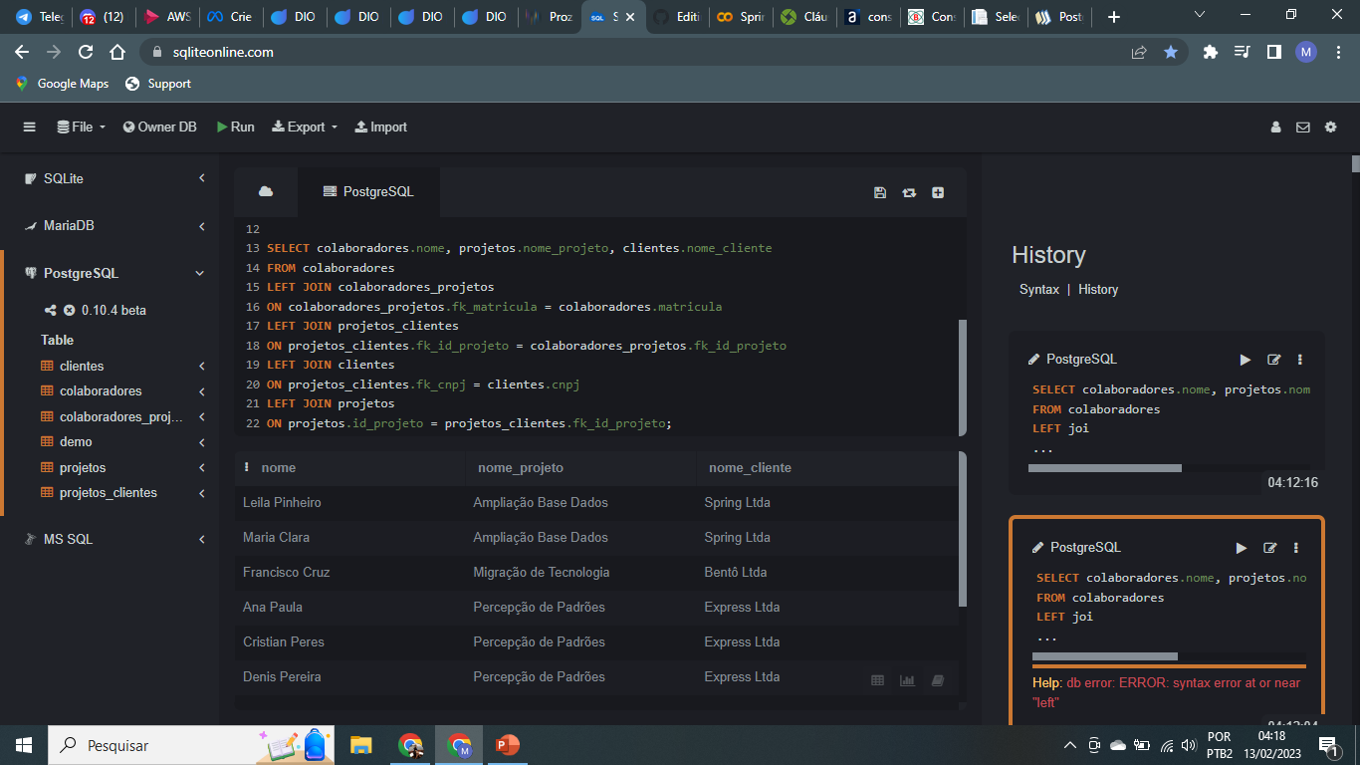 Teleg
(12)
AWS
Crie
DIO
DIO
DIO
DIO
Proz
S
Editi
Sprin
Cláu
cons
Cons
Selec
Post
sqliteonline.com
M
Google Maps
Support
File
Owner DB
Run
Export
Import
SQLite
MariaDB
PostgreSQL
0.10.4 beta
Table
clientes
colaboradores
colaboradores_proj...
demo
projetos
projetos_clientes
MS SQL
PostgreSQL
12
13 SELECT colaboradores.nome, projetos.nome_projeto, clientes.nome_cliente
14 FROM colaboradores
15 LEFT JOIN colaboradores_projetos
16 ON colaboradores_projetos.fk_matricula = colaboradores.matricula
17 LEFT JOIN projetos_clientes
18 ON projetos_clientes.fk_id_projeto = colaboradores_projetos.fk_id_projeto
19 LEFT JOIN clientes
20 ON projetos_clientes.fk_cnpj = clientes.cnpj
21 LEFT JOIN projetos
22 ON projetos.id_projeto = projetos_clientes.fk_id_projeto;
nome nome_projeto nome_cliente
Leila Pinheiro Ampliação Base Dados Spring Ltda
Maria Clara Ampliação Base Dados Spring Ltda
Francisco Cruz Migração de Tecnologia Bentô Ltda
Ana Paula Percepção de Padrões Express Ltda
Cristian Peres Percepção de Padrões Express Ltda
Denis Pereira Percepção de Padrões Express Ltda
History
Syntax | History
PostgreSQL
SELECT colaboradores.nome, projetos.nom
FROM colaboradores
LEFT joi
...
04:12:16
PostgreSQL
SELECT colaboradores.nome, projetos.no
FROM colaboradores
LEFT joi
...
Help: db error: ERROR: syntax error at or near
"left"
04:12:04
Pesquisar
POR
PTB2
04:18
13/02/2023
1